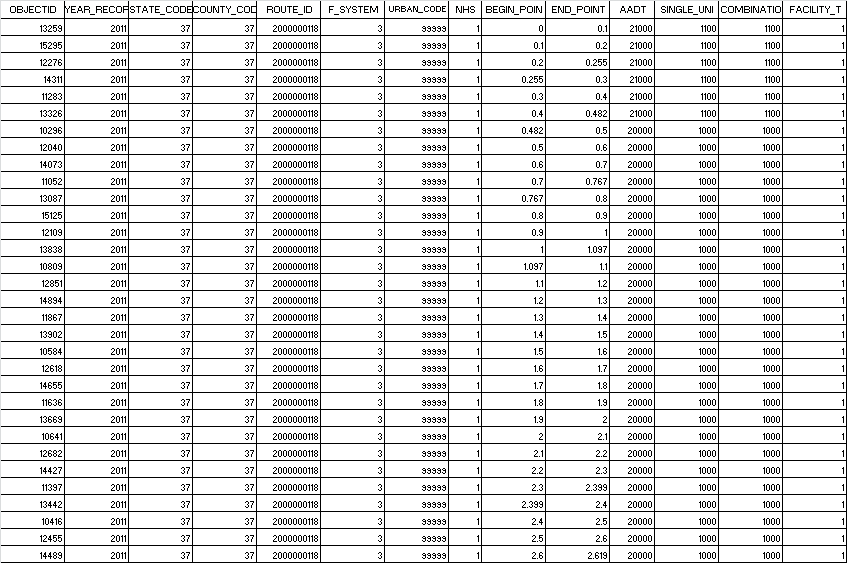 OBJECTID YEAR_RECOF STATE_CODE COUNTY_COD ROUTE_ID F_SYSTEM URBAN_CODE NHS BEGIN_POIN END_POINT AADT SINGLE_UNI COMBINATIO FACILITY_T
13259 2011 37 37 2000000118 3 99999 1 0 0.1 21000 1100 1100 1
15295 2011 37 37 2000000118 3 99999 1 0.1 0.2 21000 1100 1100 1
12276 2011 37 37 2000000118 3 99999 1 0.2 0.255 21000 1100 1100 1
14311 2011 37 37 2000000118 3 99999 1 0.255 0.3 21000 1100 1100 1
11283 2011 37 37 2000000118 3 99999 1 0.3 0.4 21000 1100 1100 1
13326 2011 37 37 2000000118 3 99999 1 0.4 0.482 21000 1100 1100 1
10296 2011 37 37 2000000118 3 99999 1 0.482 0.5 20000 1000 1000 1
12040 2011 37 37 2000000118 3 99999 1 0.5 0.6 20000 1000 1000 1
14073 2011 37 37 2000000118 3 99999 1 0.6 0.7 20000 1000 1000 1
11052 2011 37 37 2000000118 3 99999 1 0.7 0.767 20000 1000 1000 1
13087 2011 37 37 2000000118 3 99999 1 0.767 0.8 20000 1000 1000 1
15125 2011 37 37 2000000118 3 99999 1 0.8 0.9 20000 1000 1000 1
12109 2011 37 37 2000000118 3 99999 1 0.9 1 20000 1000 1000 1
13838 2011 37 37 2000000118 3 99999 1 1 1.097 20000 1000 1000 1
10809 2011 37 37 2000000118 3 99999 1 1.097 1.1 20000 1000 1000 1
12851 2011 37 37 2000000118 3 99999 1 1.1 1.2 20000 1000 1000 1
14894 2011 37 37 2000000118 3 99999 1 1.2 1.3 20000 1000 1000 1
11867 2011 37 37 2000000118 3 99999 1 1.3 1.4 20000 1000 1000 1
13902 2011 37 37 2000000118 3 99999 1 1.4 1.5 20000 1000 1000 1
10584 2011 37 37 2000000118 3 99999 1 1.5 1.6 20000 1000 1000 1
12618 2011 37 37 2000000118 3 99999 1 1.6 1.7 20000 1000 1000 1
14655 2011 37 37 2000000118 3 99999 1 1.7 1.8 20000 1000 1000 1
11636 2011 37 37 2000000118 3 99999 1 1.8 1.9 20000 1000 1000 1
13669 2011 37 37 2000000118 3 99999 1 1.9 2 20000 1000 1000 1
10641 2011 37 37 2000000118 3 99999 1 2 2.1 20000 1000 1000 1
12682 2011 37 37 2000000118 3 99999 1 2.1 2.2 20000 1000 1000 1
14427 2011 37 37 2000000118 3 99999 1 2.2 2.3 20000 1000 1000 1
11397 2011 37 37 2000000118 3 99999 1 2.3 2.399 20000 1000 1000 1
13442 2011 37 37 2000000118 3 99999 1 2.399 2.4 20000 1000 1000 1
10416 2011 37 37 2000000118 3 99999 1 2.4 2.5 20000 1000 1000 1
12455 2011 37 37 2000000118 3 99999 1 2.5 2.6 20000 1000 1000 1
14489 2011 37 37 2000000118 3 99999 1 2.6 2.619 20000 1000 1000 1